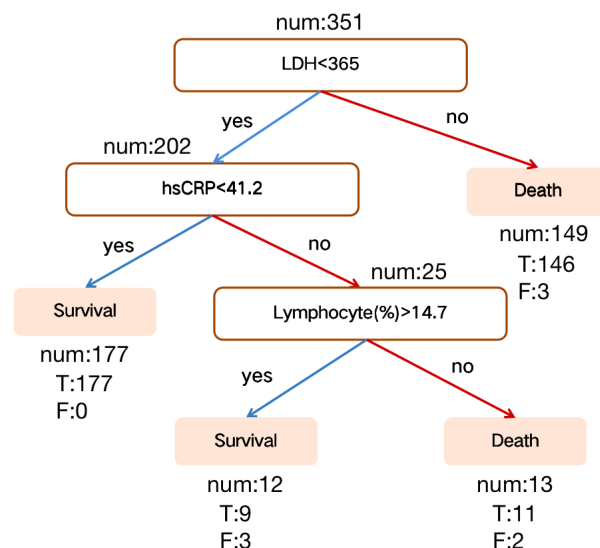 num:351
LDH<365
yes
no
num:202
hsCRP<41.2
Death
num:149
T:146
F:3
yes
no
num:25
Survival
num:177
T:177
F:0
Lymphocyte(%)>14.7
yes
no
Survival
num:12
T:9
F:3
Death
num:13
T:11
F:2